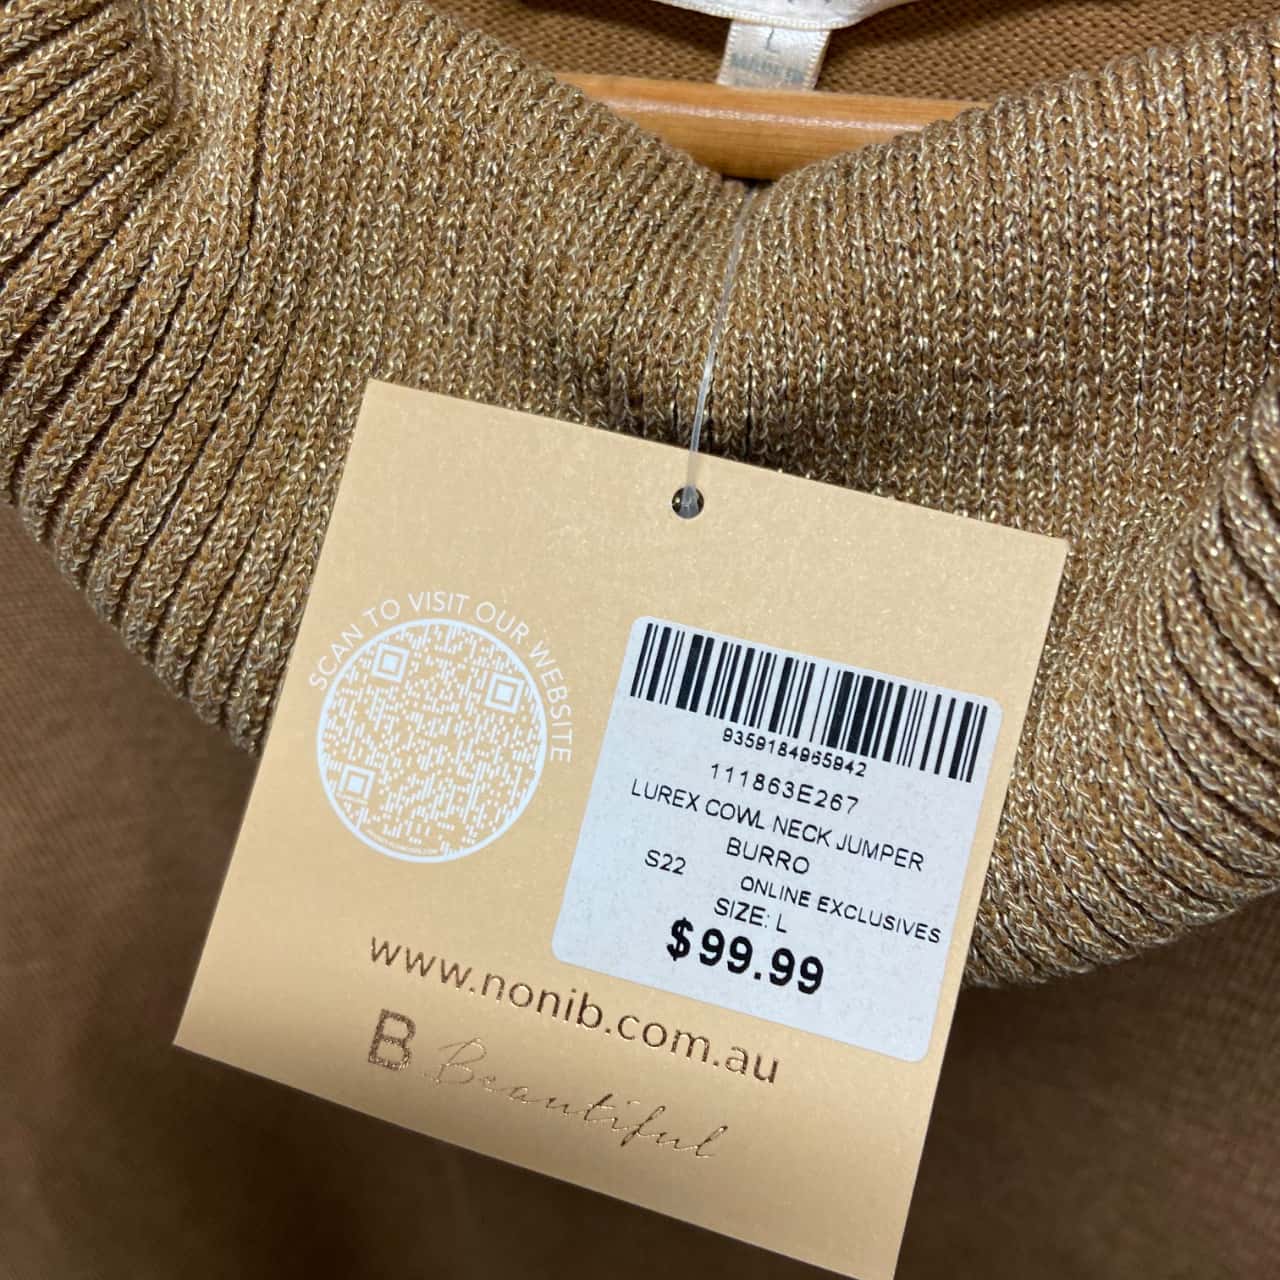 L
SCAN TO VISIT OUR WEBSITE
9359184965942
111863E267
LUREX COWL NECK JUMPER
BURRO
S22 ONLINE EXCLUSIVES
SIZE: L
$99.99
www.nonib.com.au
B Beautiful